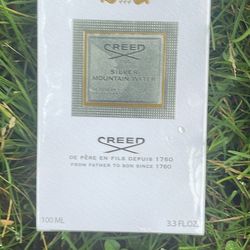 CREED
SILVER
MOUNTAIN WATER
CREED
DE PÈRE EN FILS DEPUIS 1760
FROM FATHER TO SON SINCE 1760
100 ML
3.3 FL.OZ.